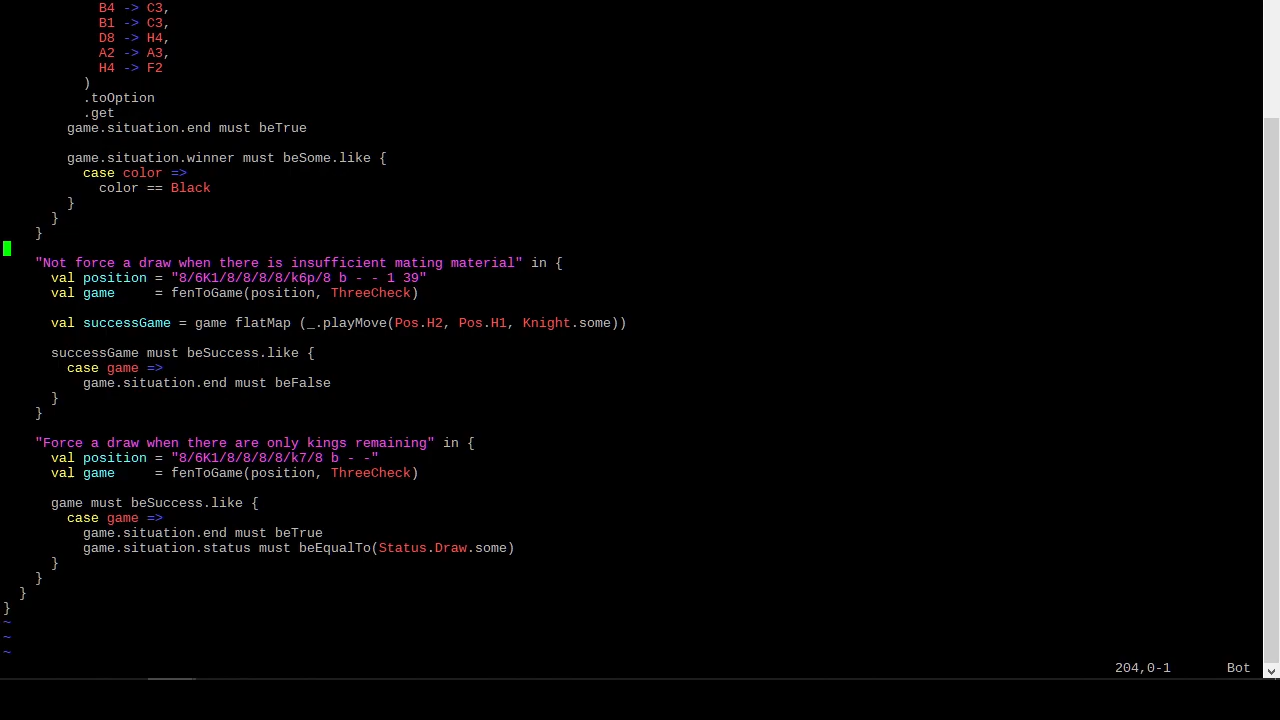 B4 -> C3,
B1 -> C3,
D8 -> H4,
A2 -> A3,
H4 -> F2
)
.toOption
.get
game.situation.end must beTrue
game.situation.winner must beSome.like {
case color =>
color == Black
}
}
}
"Not force a draw when there is insufficient mating material" in {
val position = "8/6K1/8/8/8/8/k6p/8 b - - 1 39"
val game     = fenToGame(position, ThreeCheck)
val successGame = game flatMap (_.playMove(Pos.H2, Pos.H1, Knight.some))
successGame must beSuccess.like {
case game =>
game.situation.end must beFalse
}
}
"Force a draw when there are only kings remaining" in {
val position = "8/6K1/8/8/8/8/k7/8 b - -"
val game     = fenToGame(position, ThreeCheck)
game must beSuccess.like {
case game =>
game.situation.end must beTrue
game.situation.status must beEqualTo(Status.Draw.some)
}
}
}
}
~
~
~
204,0-1       Bot